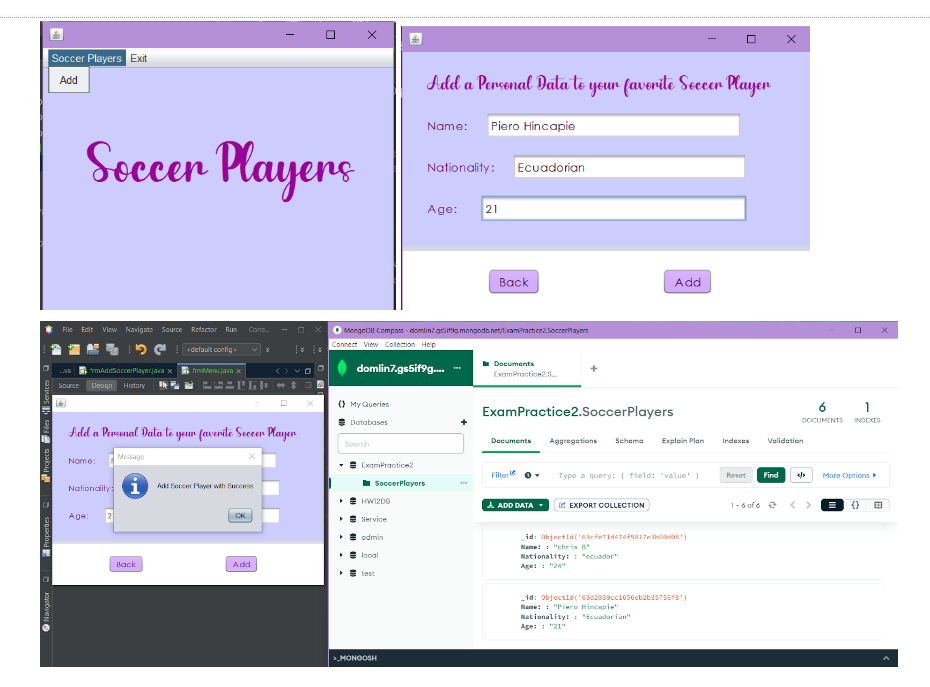 Soccer Players Exit
Add
Soccer Players
Add a Personal Data to your favorite Soccer Player
Name: Piero Hincapie
Nationality: Ecuadorian
Age: 21
Back Add
File Edit View Navigate Source Refactor Run Corre...
<default config>
...va frmAddSoccerPlayer.java × frmMenu.java ×
Source Design History
Services
Files
Projects
Properties
Navigator
Add a Personal Data to your favorite Soccer Player
Name:
Nationality:
Age: 2
Message
Add Soccer Player with Success
OK
Back Add
MongoDB Compass - domlin7.gs5if9g.mongodb.net/ExamPractice2.SoccerPlayers
Connect View Collection Help
domlin7.gs5if9g.... ...
{} My Queries
Databases +
Search
ExamPractice2
SoccerPlayers ...
HW12DB
Service
admin
local
test
Documents
ExamPractice2.S...
+
ExamPractice2.SoccerPlayers
6 DOCUMENTS 1 INDEXES
Documents Aggregations Schema Explain Plan Indexes Validation
Filter Type a query: { field: 'value' } Reset Find </> More Options
ADD DATA EXPORT COLLECTION 1 - 6 of 6 {}
Name: : "chris B"
Nationality: : "ecuador"
Age: : "24"
Name: : "Piero Hincapie"
Nationality: : "Ecuadorian"
Age: : "21"
>_MONGOSH